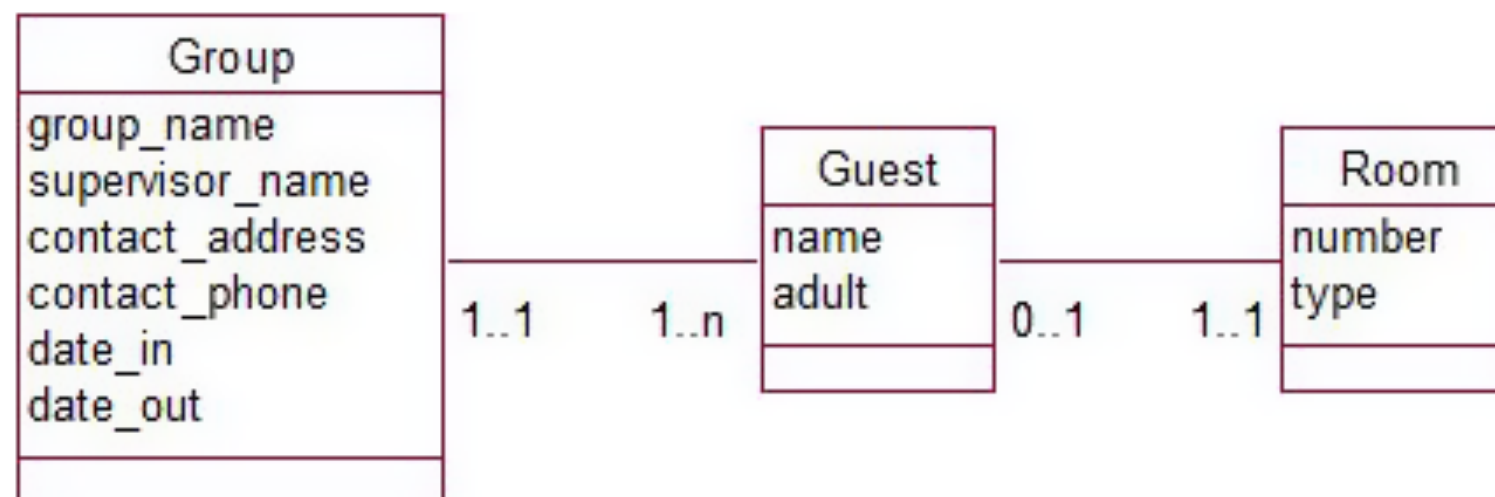 Group
group_name
supervisor_name
contact_address
contact_phone
date_in
date_out
1..1
1..n
Guest
name
adult
0..1
1..1
Room
number
type